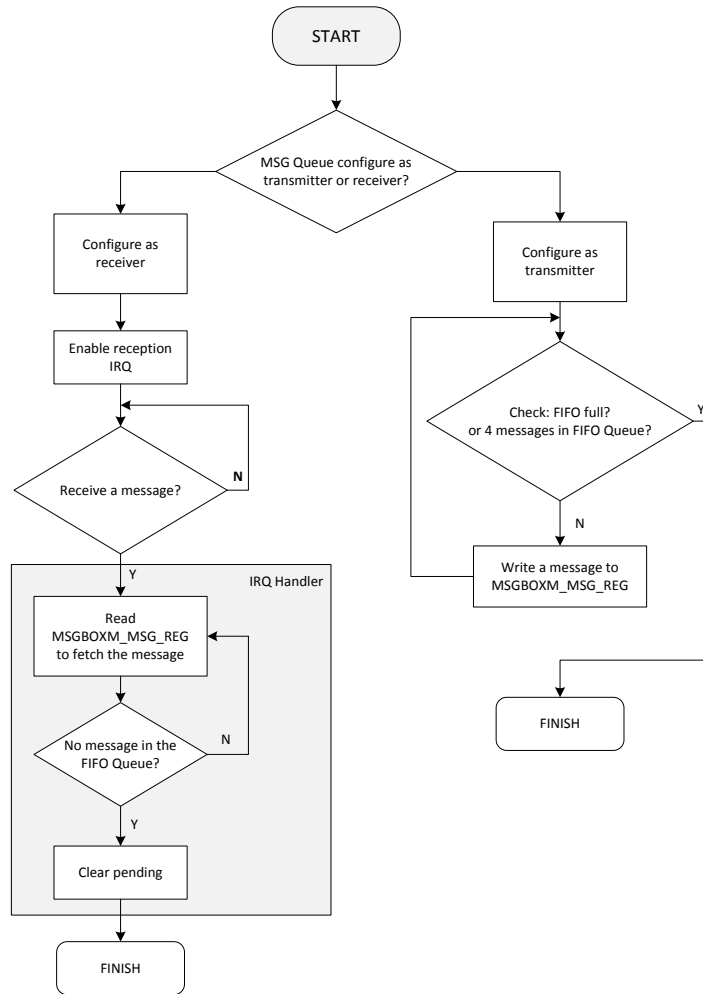 START
MSG Queue configure as
transmitter or receiver?
Configure as
receiver
Enable reception
IRQ
Receive a message?
N
Y
IRQ Handler
Read
MSGBOXM_MSG_REG
to fetch the message
No message in the
FIFO Queue?
N
Y
Clear pending
FINISH
Configure as
transmitter
Check: FIFO full?
or 4 messages in FIFO Queue?
Y
N
Write a message to
MSGBOXM_MSG_REG
FINISH